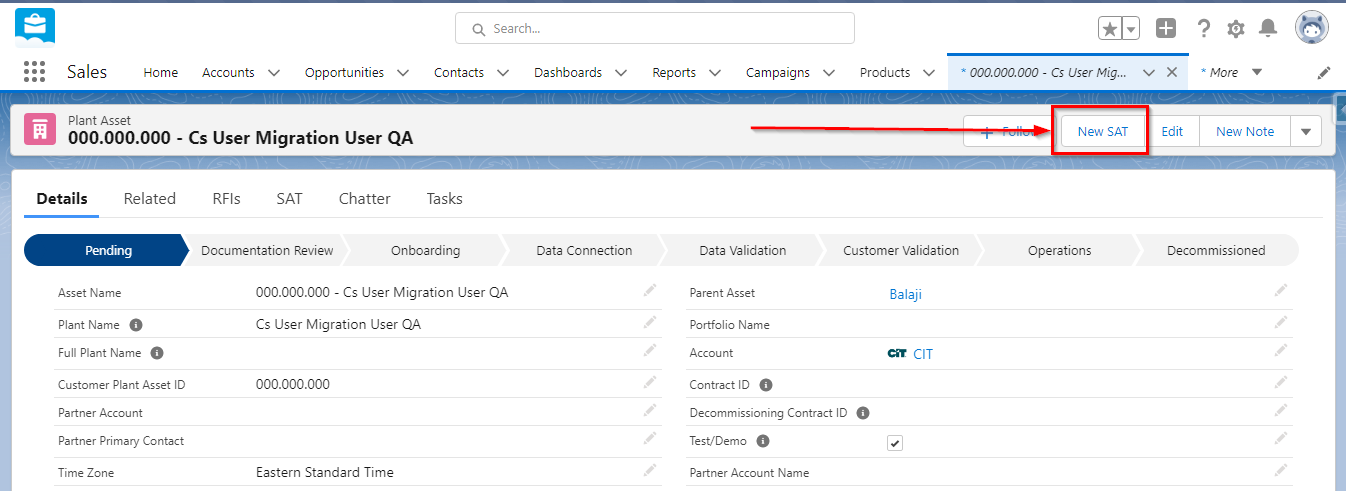 Search...
Sales Home Accounts Opportunities Contacts Dashboards Reports Campaigns Products * 000.000.000 - Cs User Mig... * More
Plant Asset
000.000.000 - Cs User Migration User QA
New SAT Edit New Note
Details Related RFIs SAT Chatter Tasks
Pending Documentation Review Onboarding Data Connection Data Validation Customer Validation Operations Decommissioned
Asset Name 000.000.000 - Cs User Migration User QA Parent Asset Balaji
Plant Name Cs User Migration User QA Portfolio Name
Full Plant Name Account CIT CIT
Customer Plant Asset ID 000.000.000 Contract ID
Partner Account Decommissioning Contract ID
Partner Primary Contact Test/Demo
Time Zone Eastern Standard Time Partner Account Name